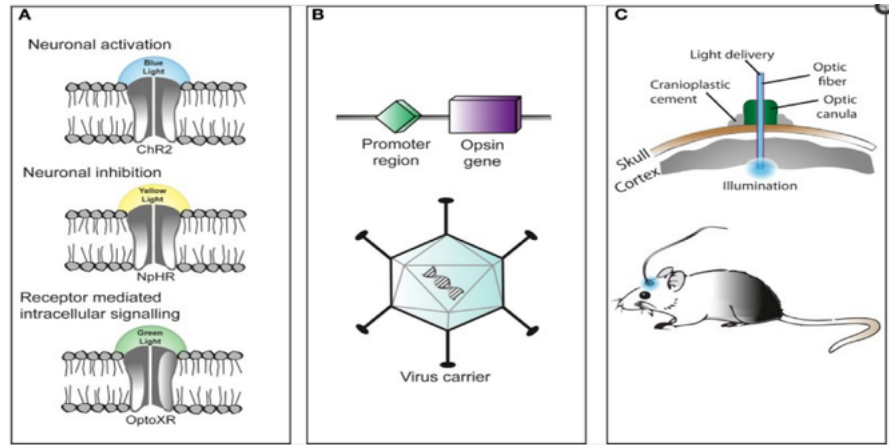 A
Neuronal activation
Blue
Light
ChR2
Neuronal inhibition
Yellow
Light
NpHR
Receptor mediated
intracellular signalling
Green
Light
OptoXR
B
Promoter
region
Opsin
gene
Virus carrier
C
Light delivery
Optic
fiber
Cranioplastic
cement
Optic
canula
Skull
Cortex
Illumination